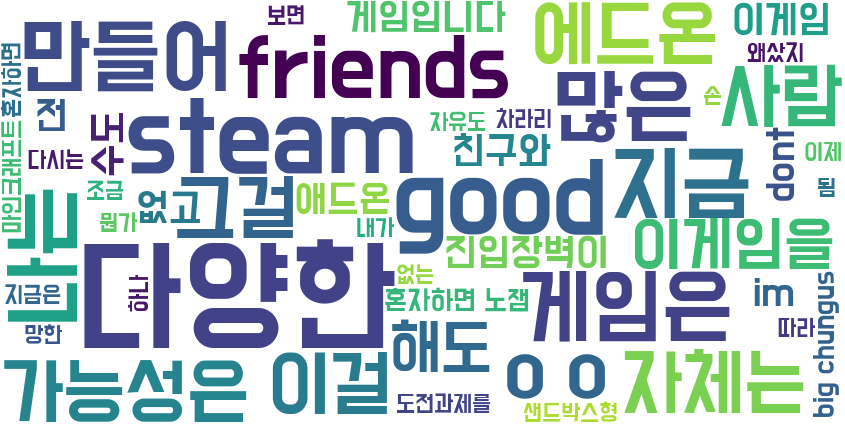 보면
게임입니다
에드온
이게임
만들어
friends
왜샀지
혼자하면
많은
사람
손
던
수도
steam
자유도
차라리
친구와
dont
이제
마인크래프트
다시는
지금
good
조금
없고
그걸
애드온
됨
나는
뭔가
내가
진입장벽이
이게임을
다양한
없는
지금은
하나
혼자하면 노잼
게임은
im
big chungus
망한
해도
따라
가능성은
이걸
ㅇㅇ
자체는
도전과제를
샌드박스형